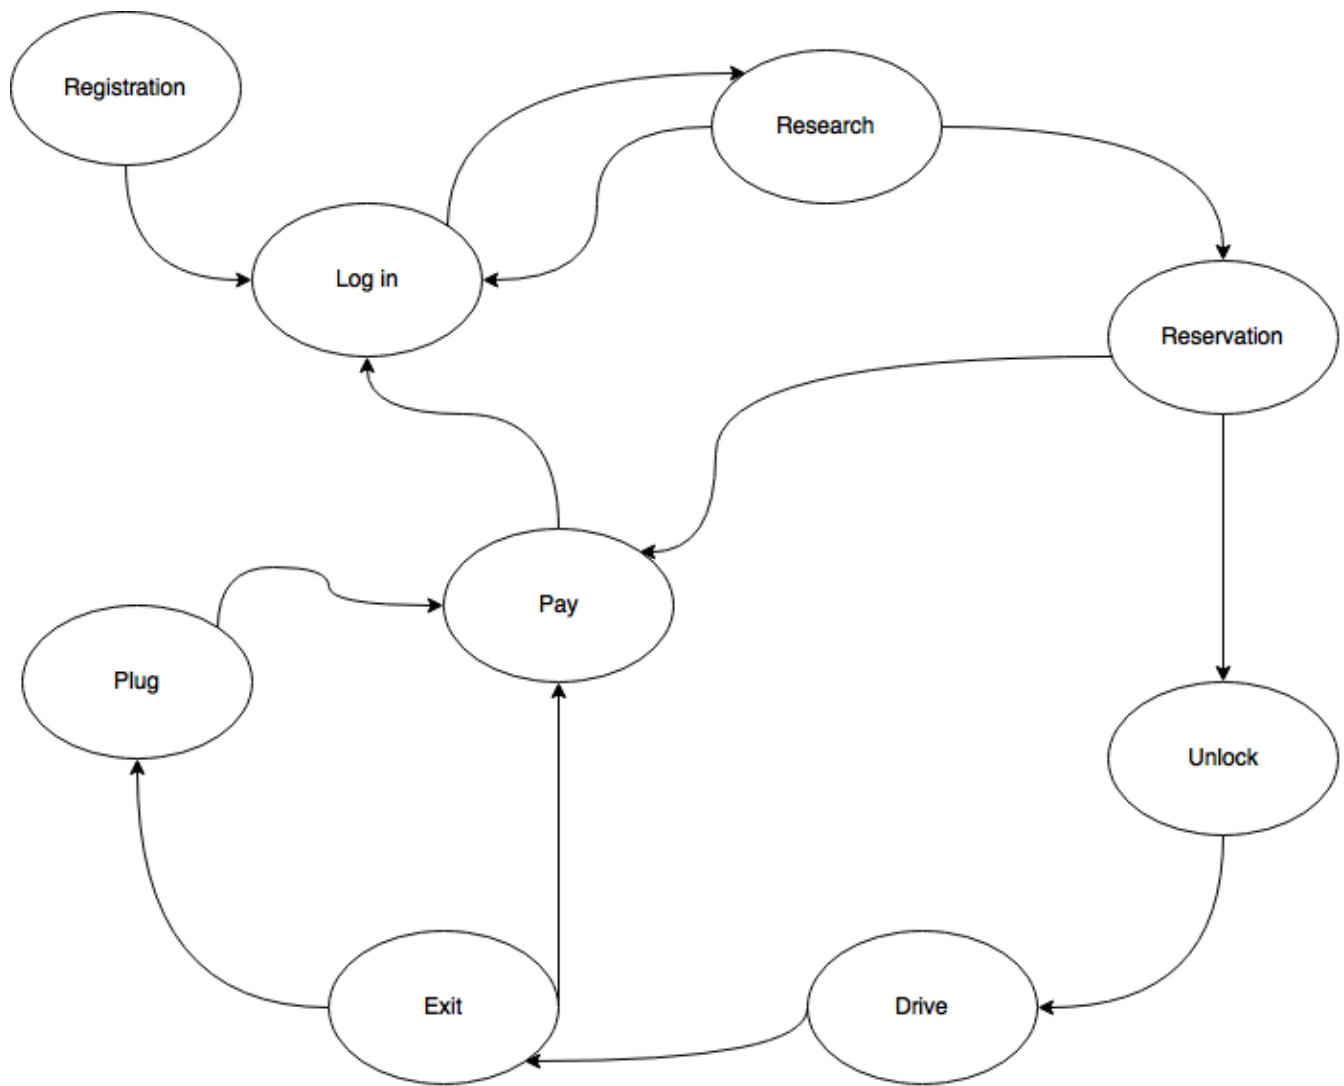 Registration
Research
Log in
Reservation
Pay
Plug
Unlock
Exit
Drive